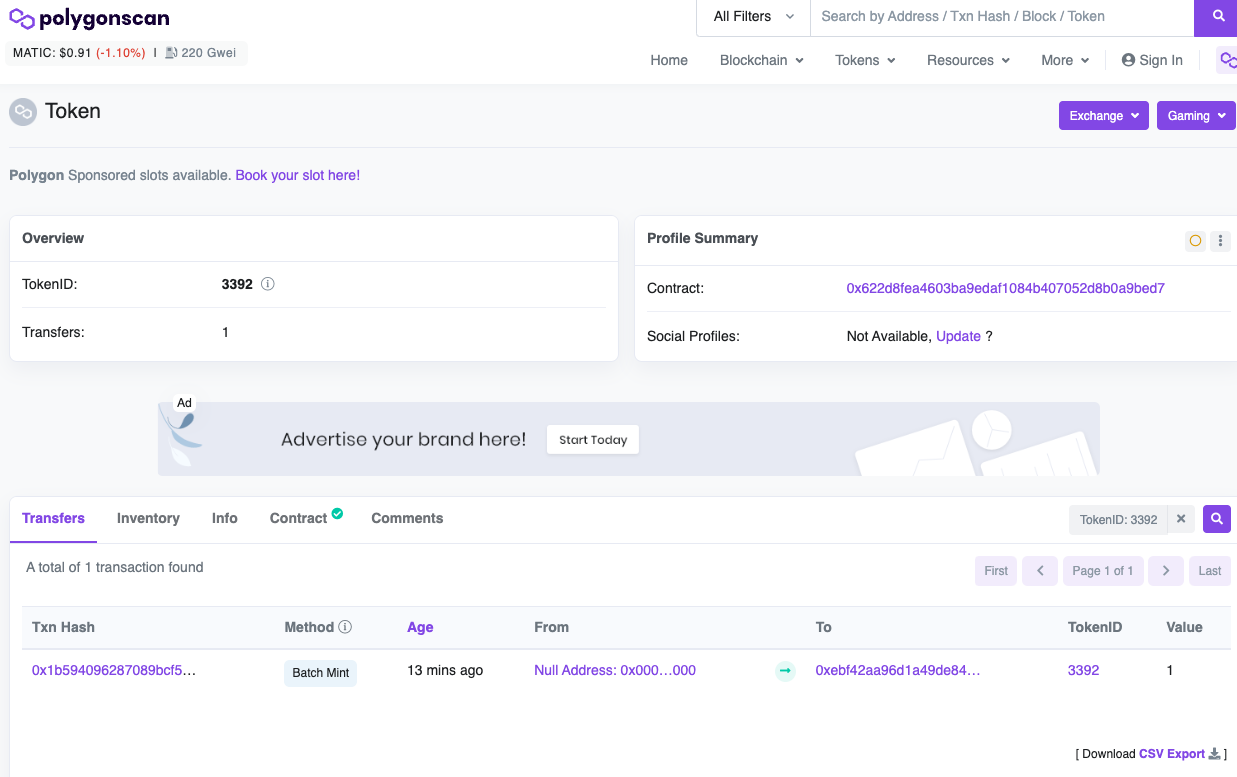 polygonscan
All Filters
Search by Address / Txn Hash / Block / Token
MATIC: $0.91 (-1.10%) | 220 Gwei
Home Blockchain Tokens Resources More Sign In
Token
Exchange Gaming
Polygon Sponsored slots available. Book your slot here!
Overview
TokenID: 3392
Transfers: 1
Profile Summary
Contract: 0x622d8fea4603ba9edaf1084b407052d8b0a9bed7
Social Profiles: Not Available, Update ?
Ad
Advertise your brand here! Start Today
Transfers Inventory Info Contract Comments
TokenID: 3392
A total of 1 transaction found
First Page 1 of 1 Last
Txn Hash Method Age From To TokenID Value
0x1b594096287089bcf5... Batch Mint 13 mins ago Null Address: 0x000...000 0xebf42aa96d1a49de84... 3392 1
[ Download CSV Export ]